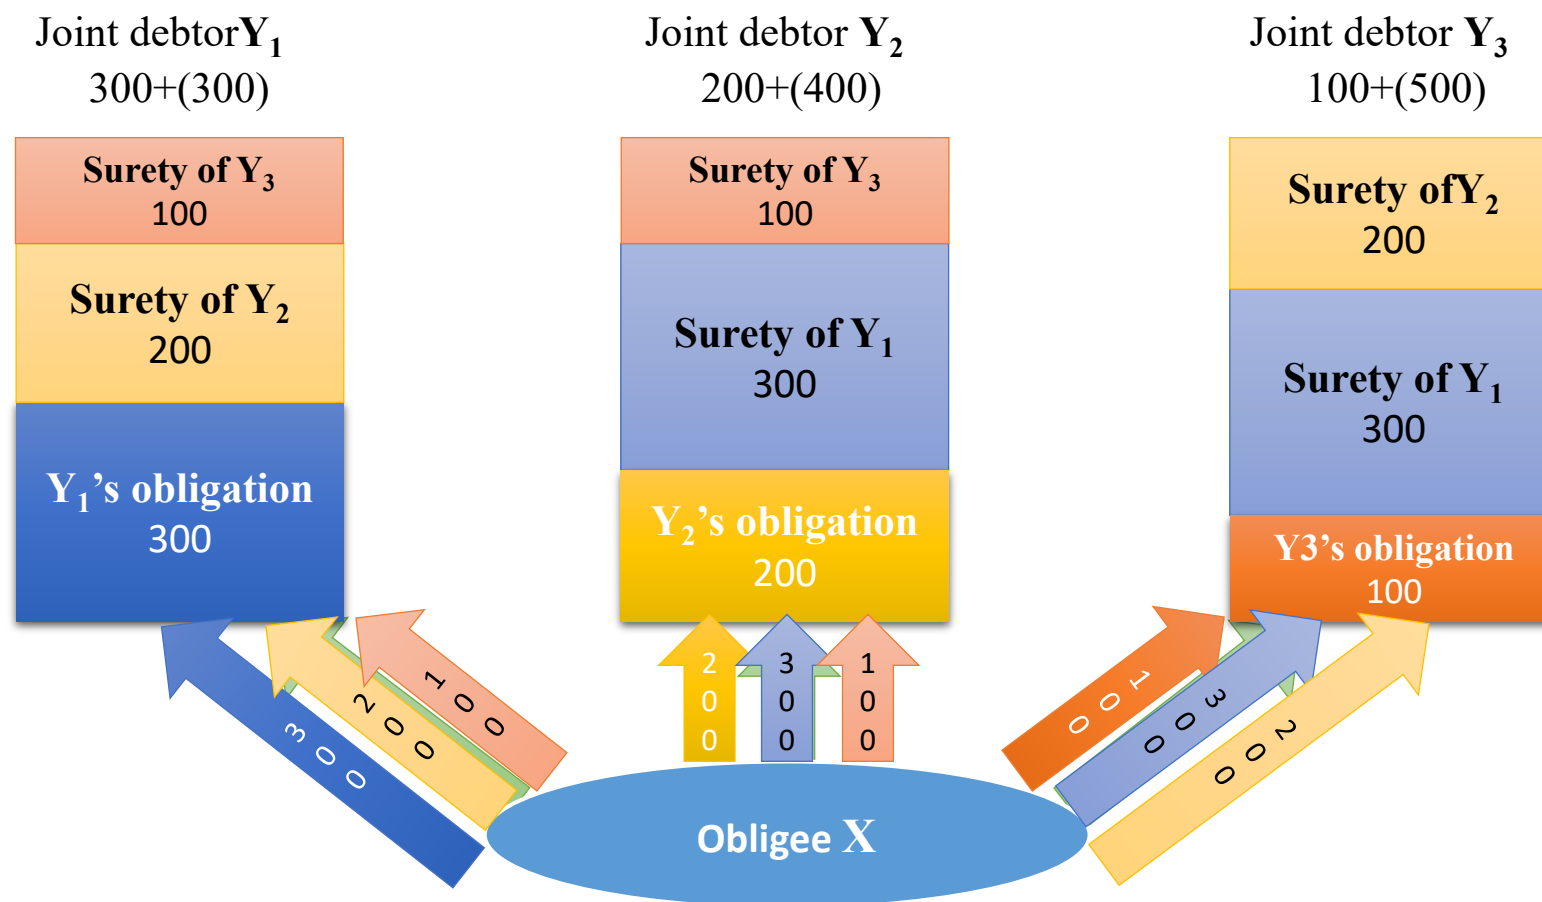 Joint debtorY₁
300+(300)
Surety of Y₃
100
Surety of Y₂
200
Y₁’s obligation
300
Joint debtor Y₂
200+(400)
Surety of Y₃
100
Surety of Y₁
300
Y₂’s obligation
200
Joint debtor Y₃
100+(500)
Surety ofY₂
200
Surety of Y₁
300
Y3’s obligation
100
300
200
100
200
300
100
100
300
200
Obligee X